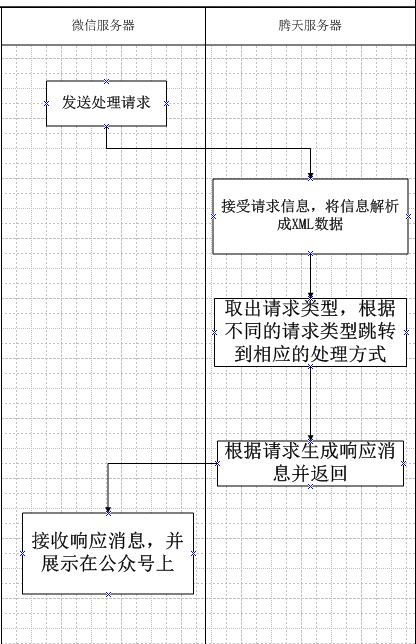 微信服务器
腾天服务器
发送处理请求
接受请求信息，将信息解析
成XML数据
取出请求类型，根据
不同的请求类型跳转
到相应的处理方式
根据请求生成响应消
息并返回
接收响应消息，并
展示在公众号上